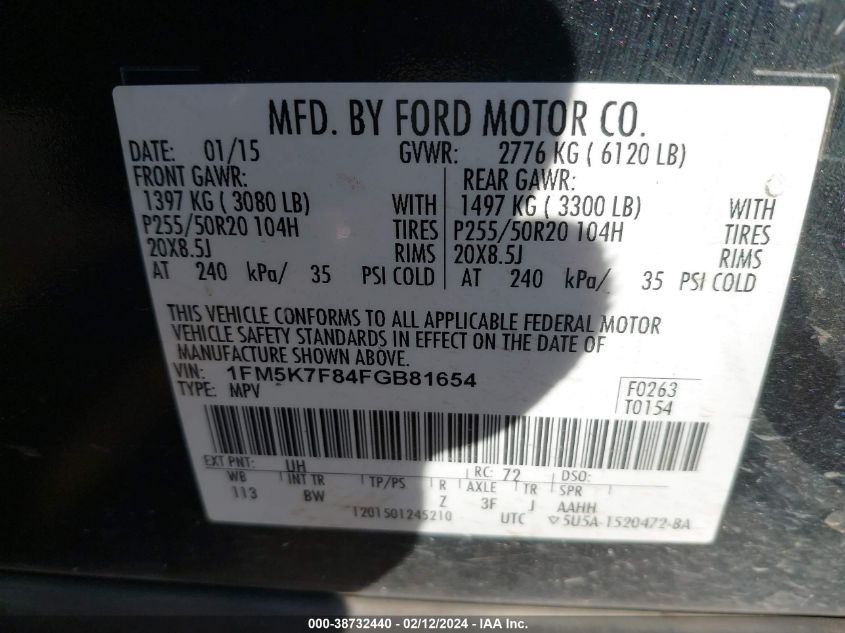 MFD. BY FORD MOTOR CO.
DATE: 01/15 GVWR: 2776 KG ( 6120 LB)
FRONT GAWR: REAR GAWR:
1397 KG ( 3080 LB) WITH 1497 KG ( 3300 LB) WITH
P255/50R20 104H TIRES P255/50R20 104H TIRES
20X8.5J RIMS 20X8.5J RIMS
AT 240 kPa/ 35 PSI COLD AT 240 kPa/ 35 PSI COLD
THIS VEHICLE CONFORMS TO ALL APPLICABLE FEDERAL MOTOR
VEHICLE SAFETY STANDARDS IN EFFECT ON THE DATE OF
MANUFACTURE SHOWN ABOVE.
VIN: 1FM5K7F84FGB81654
TYPE: MPV
F0263
T0154
EXT PNT: UH RC: 72 DSO:
WB INT TR TP/PS R AXLE TR SPR
113 BW Z 3F J AAHH
1201501245210 UTC 5U5A-1520472-BA
000-38732440 - 02/12/2024 - IAA Inc.